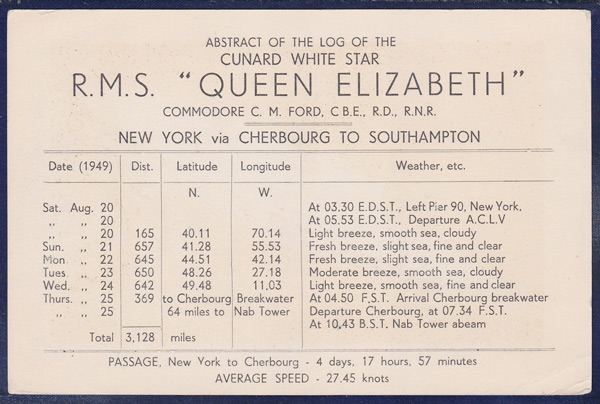 ABSTRACT OF THE LOG OF THE
CUNARD WHITE STAR
R.M.S. "QUEEN ELIZABETH"
COMMODORE C. M. FORD, C B.E., R.D., R.N.R.
NEW YORK via CHERBOURG TO SOUTHAMPTON
Date (1949) Dist. Latitude Longitude Weather, etc.
N. W.
Sat. Aug. 20 At 03.30 E.D.S.T., Left Pier 90, New York.
„ „ 20 At 05.53 E.D.S.T., Departure A.C.L.V
„ „ 20 165 40.11 70.14 Light breeze, smooth sea, cloudy
Sun. „ 21 657 41.28 55.53 Fresh breeze, slight sea, fine and clear
Mon „ 22 645 44.51 42.14 Fresh breeze, slight sea, fine and clear
Tues „ 23 650 48.26 27.18 Moderate breeze, smooth sea, cloudy
Wed. „ 24 642 49.48 11.03 Light breeze, smooth sea, fine and clear
Thurs. „ 25 369 to Cherbourg Breakwater At 04.50 F.S.T. Arrival Cherbourg breakwater
„ „ 25 64 miles to Nab Tower Departure Cherbourg, at 07.34 F.S.T.
At 10.43 B.S.T. Nab Tower abeam
Total 3,128 miles
PASSAGE, New York to Cherbourg - 4 days, 17 hours, 57 minutes
AVERAGE SPEED - 27.45 knots